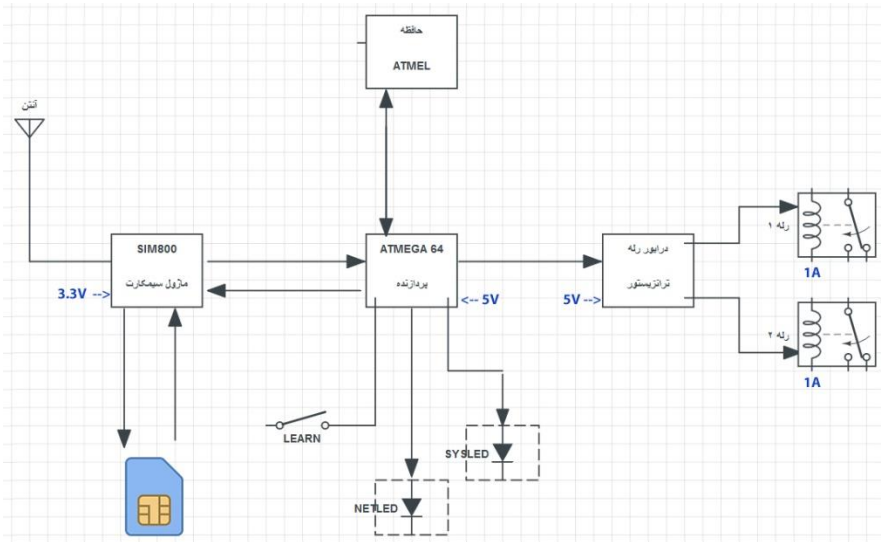 حافظه
ATMEL
آنتن
SIM800
ماژول سیمکارت
3.3V -->
ATMEGA 64
پردازنده
<-- 5V
درایور رله
ترانزیستور
5V -->
رله ۱
1A
رله ۲
1A
LEARN
SYSLED
NETLED